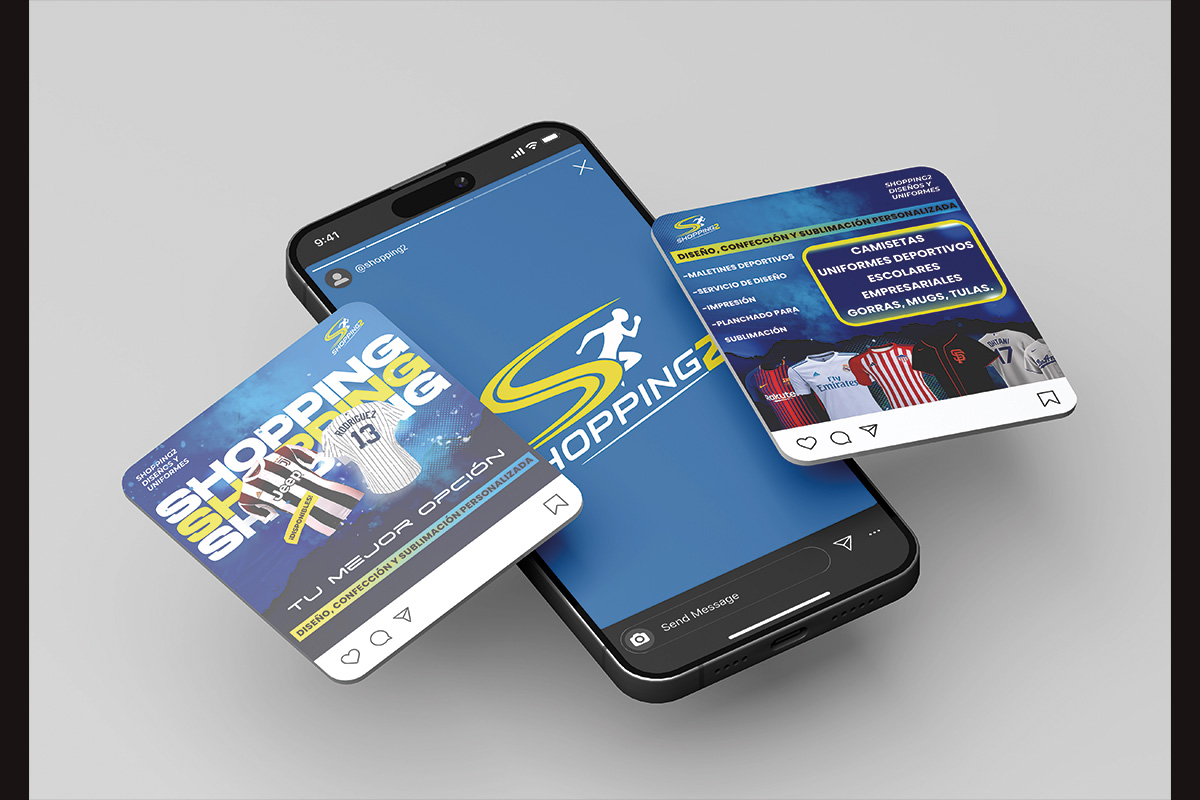 9:41
@shopping2
SHOPPING2
Send Message
SHOPPING2
SHOPPING
SHOPPING
SHOPPING
SHOPPING2
DISEÑOS Y
UNIFORMES
RODRIGUEZ
13
Jeep
¡DISPONIBLES!
TU MEJOR OPCIÓN
DISEÑO, CONFECCIÓN Y SUBLIMACIÓN PERSONALIZADA
SHOPPING2
SHOPPING2
DISEÑOS Y
UNIFORMES
DISEÑO, CONFECCIÓN Y SUBLIMACIÓN PERSONALIZADA
-MALETINES DEPORTIVOS
-SERVICIO DE DISEÑO
-IMPRESIÓN
-PLANCHADO PARA
SUBLIMACIÓN
CAMISETAS
UNIFORMES DEPORTIVOS
ESCOLARES
EMPRESARIALES
GORRAS, MUGS, TULAS.
Rakuten
Fly
Emirates
SF
OHTANI
17